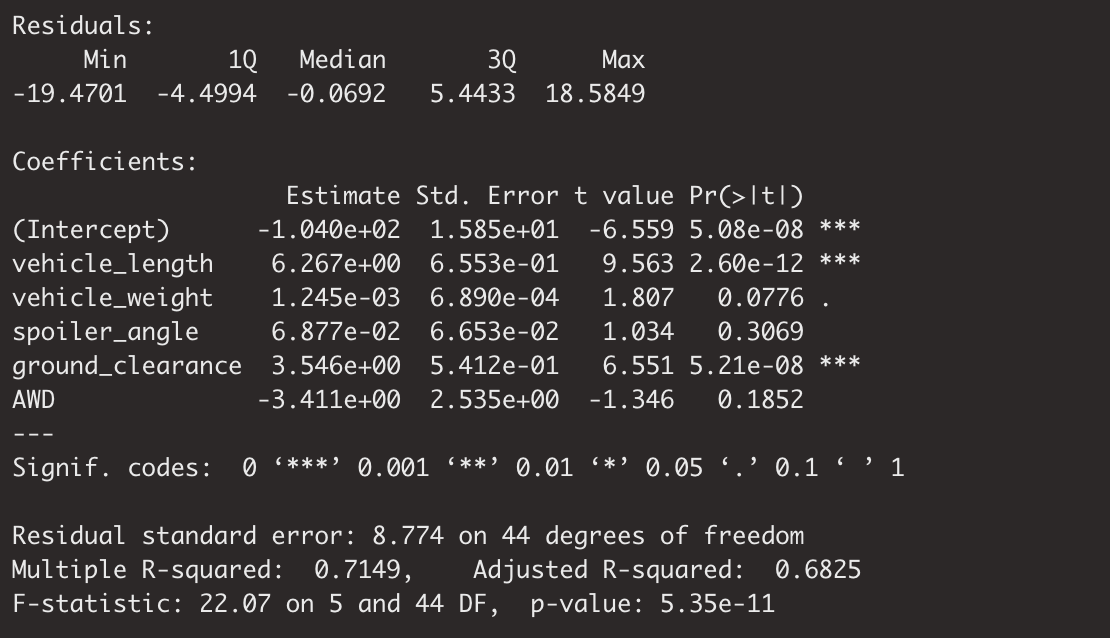 Residuals:
     Min       1Q   Median       3Q      Max
-19.4701  -4.4994  -0.0692   5.4433  18.5849

Coefficients:
                   Estimate Std. Error t value Pr(>|t|)
(Intercept)      -1.040e+02  1.585e+01  -6.559 5.08e-08 ***
vehicle_length    6.267e+00  6.553e-01   9.563 2.60e-12 ***
vehicle_weight    1.245e-03  6.890e-04   1.807   0.0776 .
spoiler_angle     6.877e-02  6.653e-02   1.034   0.3069
ground_clearance  3.546e+00  5.412e-01   6.551 5.21e-08 ***
AWD              -3.411e+00  2.535e+00  -1.346   0.1852
---
Signif. codes:  0 ‘***’ 0.001 ‘**’ 0.01 ‘*’ 0.05 ‘.’ 0.1 ‘ ’ 1

Residual standard error: 8.774 on 44 degrees of freedom
Multiple R-squared:  0.7149,    Adjusted R-squared:  0.6825
F-statistic: 22.07 on 5 and 44 DF,  p-value: 5.35e-11